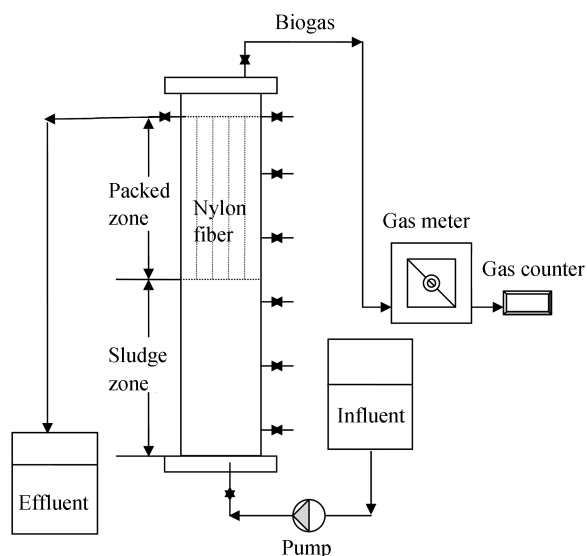 Biogas
Packed
zone
Nylon
fiber
Gas meter
Gas counter
Sludge
zone
Influent
Effluent
Pump